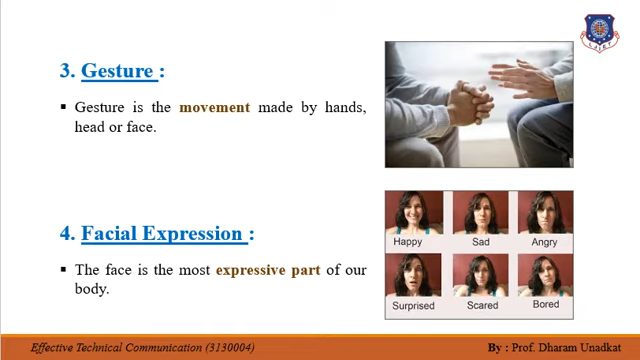 3. Gesture :
▪ Gesture is the movement made by hands,
head or face.
4. Facial Expression :
▪ The face is the most expressive part of our
body.
Happy Sad Angry
Surprised Scared Bored
Effective Technical Communication (3130004) By : Prof. Dharam Unadkat